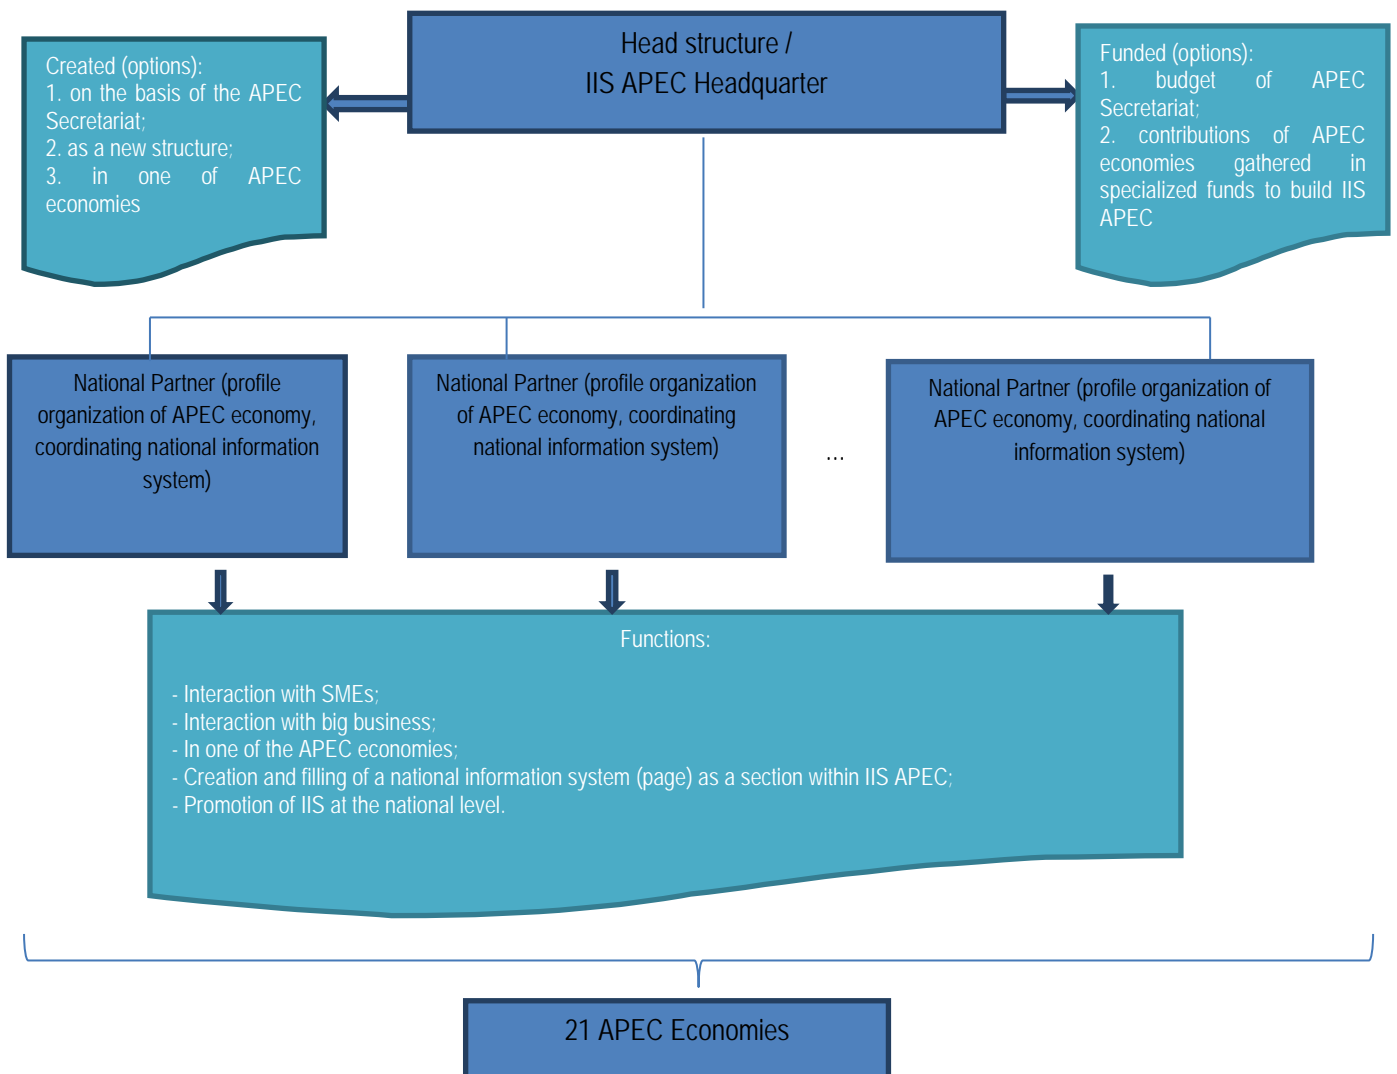 Head structure /
IIS APEC Headquarter
Created (options):
1. on the basis of the APEC
Secretariat;
2. as a new structure;
3. in one of APEC
economies
Funded (options):
1. budget of APEC
Secretariat;
2. contributions of APEC
economies gathered in
specialized funds to build IIS
APEC
National Partner (profile
organization of APEC economy,
coordinating national information
system)
National Partner (profile organization
of APEC economy, coordinating
national information system)
...
National Partner (profile organization of
APEC economy, coordinating national
information system)
Functions:
- Interaction with SMEs;
- Interaction with big business;
- In one of the APEC economies;
- Creation and filling of a national information system (page) as a section within IIS APEC;
- Promotion of IIS at the national level.
21 APEC Economies